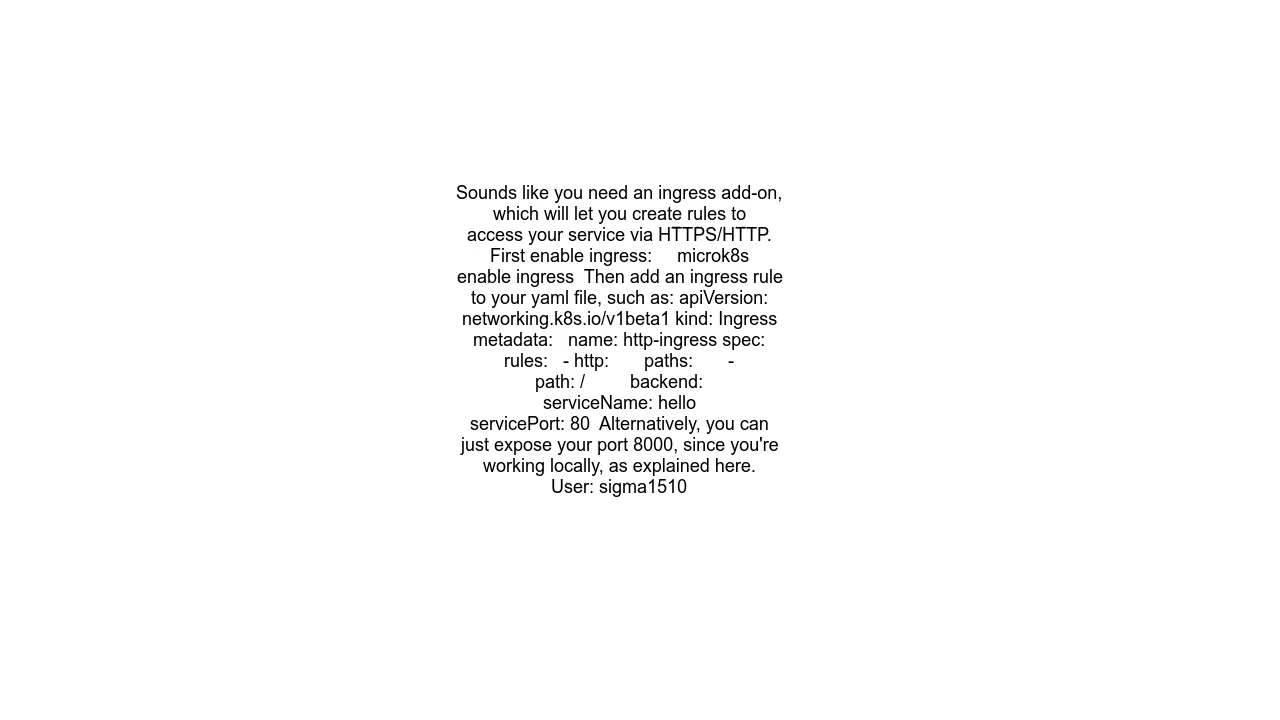 Sounds like you need an ingress add-on,
which will let you create rules to
access your service via HTTPS/HTTP.
First enable ingress:     microk8s
enable ingress  Then add an ingress rule
to your yaml file, such as: apiVersion:
networking.k8s.io/v1beta1 kind: Ingress
metadata:   name: http-ingress spec:
rules:   - http:       paths:       -
path: /         backend:
serviceName: hello
servicePort: 80  Alternatively, you can
just expose your port 8000, since you're
working locally, as explained here.
User: sigma1510